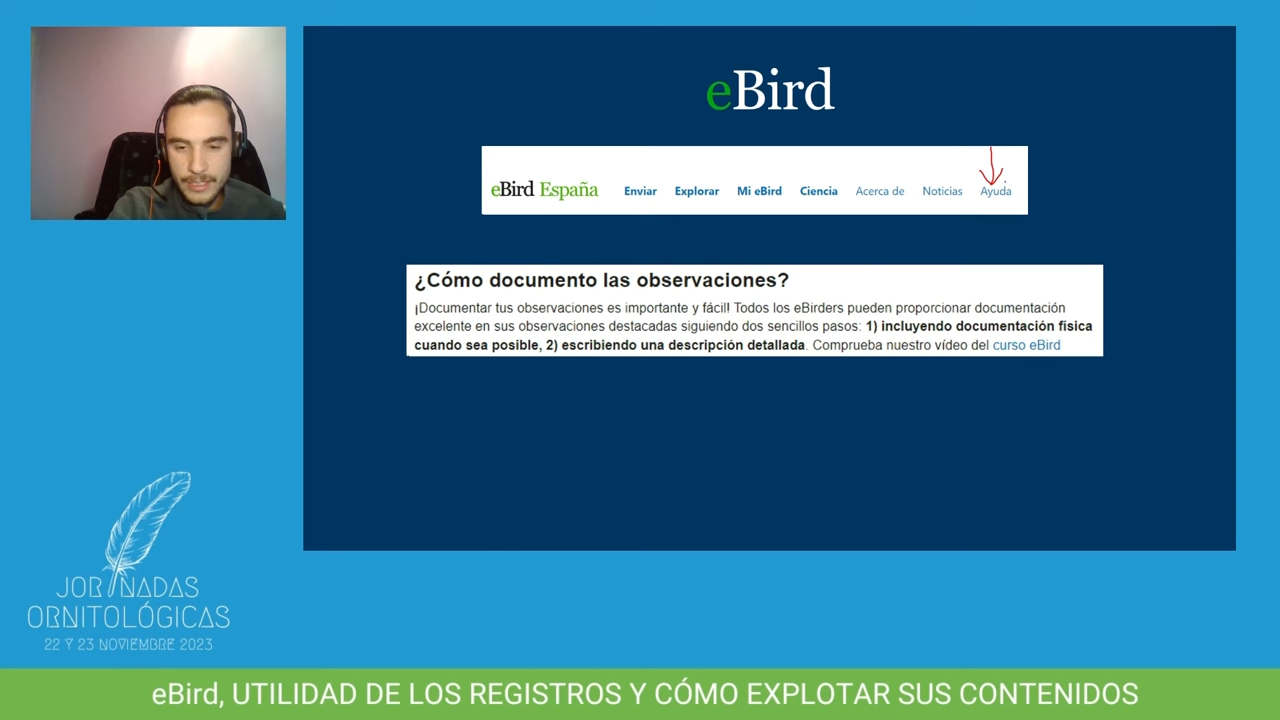 eBird
eBird España Enviar Explorar Mi eBird Ciencia Acerca de Noticias Ayuda
¿Cómo documento las observaciones?
¡Documentar tus observaciones es importante y fácil! Todos los eBirders pueden proporcionar documentación
excelente en sus observaciones destacadas siguiendo dos sencillos pasos: 1) incluyendo documentación física
cuando sea posible, 2) escribiendo una descripción detallada. Comprueba nuestro vídeo del curso eBird
JORNADAS
ORNITOLÓGICAS
22 Y 23 NOVIEMBRE 2023
eBird, UTILIDAD DE LOS REGISTROS Y CÓMO EXPLOTAR SUS CONTENIDOS